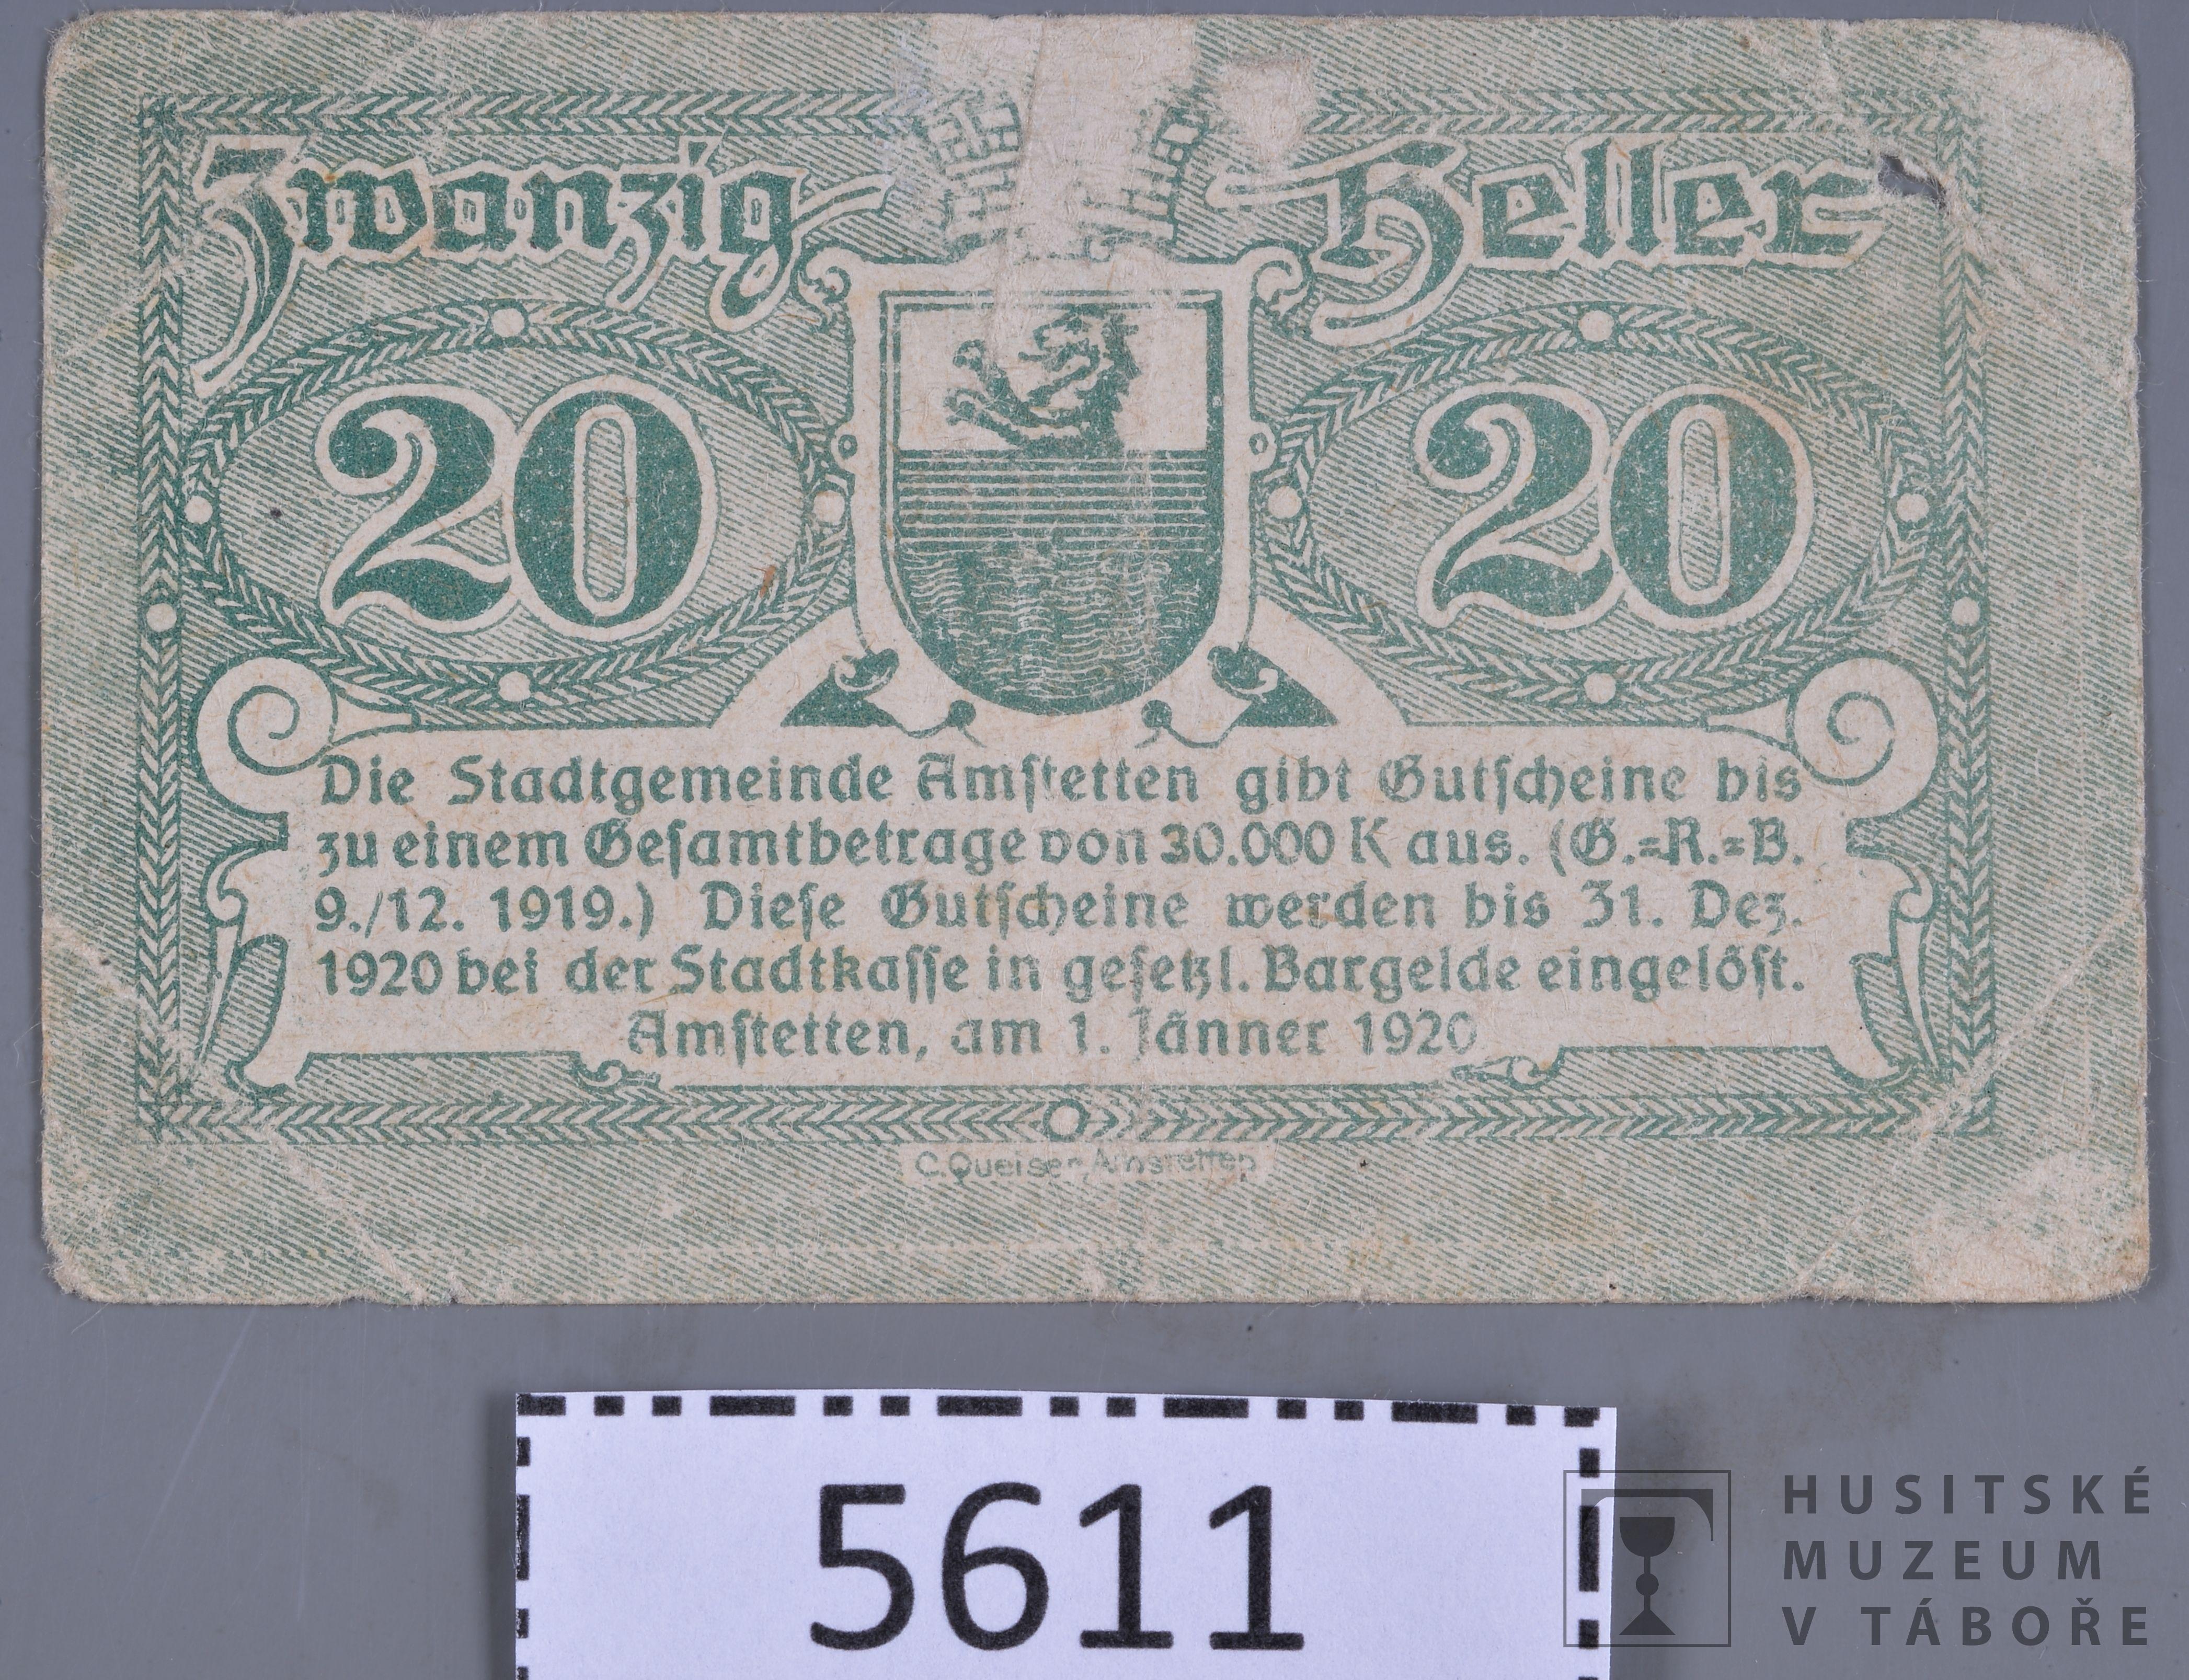 Zwanzig Heller
20 20
Die Stadtgemeinde Amstetten gibt Gutscheine bis
zu einem Gesamtbetrage von 30.000 K aus. (G.=R.=B.
9./12. 1919.) Diese Gutscheine werden bis 31. Dez.
1920 bei der Stadtkasse in gesetzl. Bargelde eingelöst.
Amstetten, am 1. Jänner 1920
C. Queiser, Amstetten
5611
HUSITSKÉ
MUZEUM
V TÁBOŘE